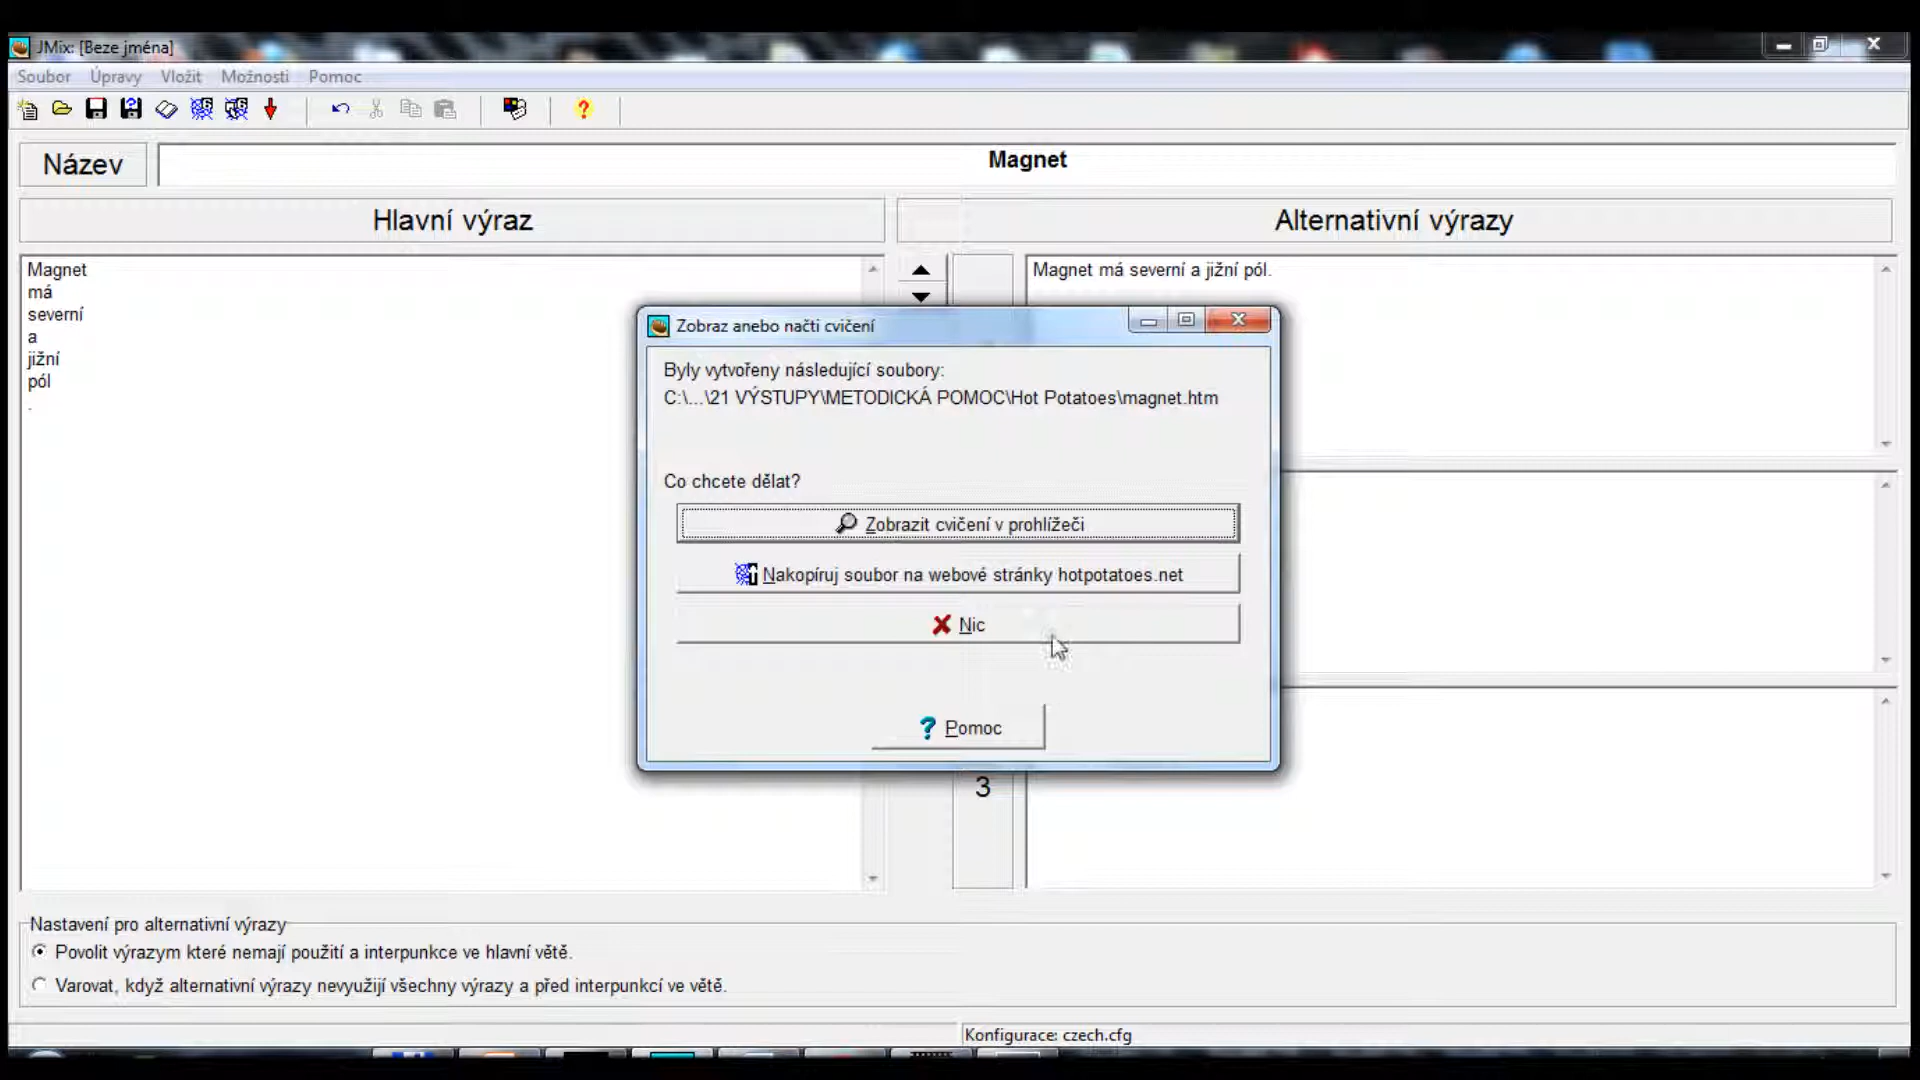 JMix: [Beze jména]
Soubor Úpravy Vložit Možnosti Pomoc
Název
Magnet
Hlavní výraz
Alternativní výrazy
Magnet
má
severní
a
jižní
pól
.
Magnet má severní a jižní pól.
3
Zobraz anebo načti cvičení
Byly vytvořeny následující soubory:
C:\...\21 VÝSTUPY\METODICKÁ POMOC\Hot Potatoes\magnet.htm
Co chcete dělat?
Zobrazit cvičení v prohlížeči
Nakopíruj soubor na webové stránky hotpotatoes.net
Nic
Pomoc
Nastavení pro alternativní výrazy
Povolit výrazym které nemají použití a interpunkce ve hlavní větě.
Varovat, když alternativní výrazy nevyužijí všechny výrazy a před interpunkcí ve větě.
Konfigurace: czech.cfg